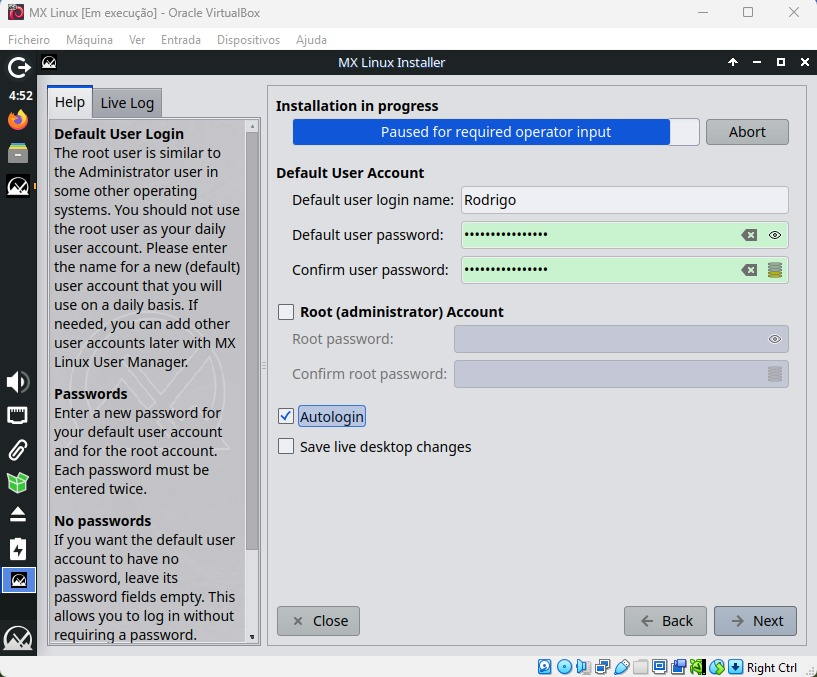 MX Linux [Em execução] - Oracle VirtualBox
Ficheiro Máquina Ver Entrada Dispositivos Ajuda
MX Linux Installer
4:52
Help Live Log
Default User Login
The root user is similar to
the Administrator user in
some other operating
systems. You should not use
the root user as your daily
user account. Please enter
the name for a new (default)
user account that you will
use on a daily basis. If
needed, you can add other
user accounts later with MX
Linux User Manager.
Passwords
Enter a new password for
your default user account
and for the root account.
Each password must be
entered twice.
No passwords
If you want the default user
account to have no
password, leave its
password fields empty. This
allows you to log in without
requiring a password.
Installation in progress
Paused for required operator input
Abort
Default User Account
Default user login name: Rodrigo
Default user password: ••••••••••••••••
Confirm user password: ••••••••••••••••
Root (administrator) Account
Root password:
Confirm root password:
Autologin
Save live desktop changes
Close Back Next
Right Ctrl